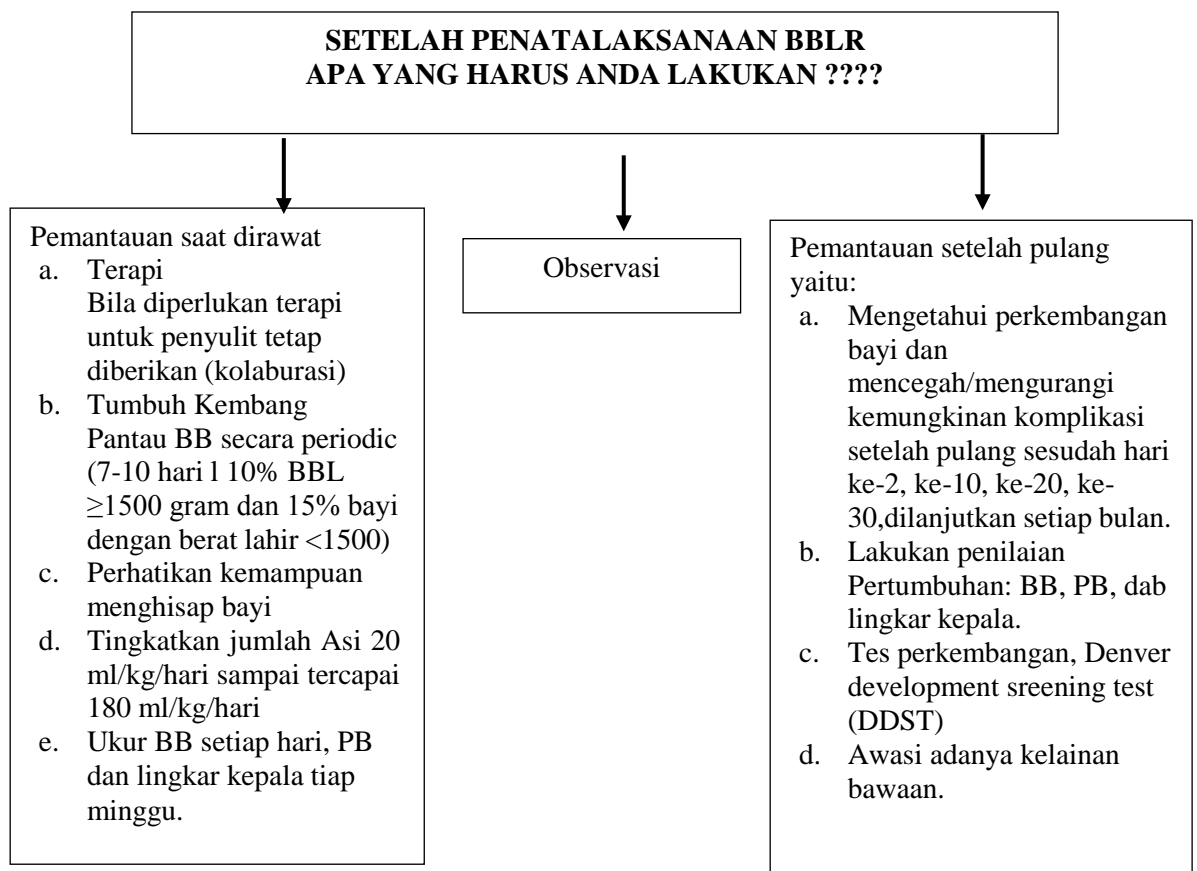 SETELAH PENATALAKSANAAN BBLR
APA YANG HARUS ANDA LAKUKAN ????
Pemantauan saat dirawat
a. Terapi
Bila diperlukan terapi
untuk penyulit tetap
diberikan (kolaburasi)
b. Tumbuh Kembang
Pantau BB secara periodic
(7-10 hari l 10% BBL
≥1500 gram dan 15% bayi
dengan berat lahir <1500)
c. Perhatikan kemampuan
menghisap bayi
d. Tingkatkan jumlah Asi 20
ml/kg/hari sampai tercapai
180 ml/kg/hari
e. Ukur BB setiap hari, PB
dan lingkar kepala tiap
minggu.
Observasi
Pemantauan setelah pulang
yaitu:
a. Mengetahui perkembangan
bayi dan
mencegah/mengurangi
kemungkinan komplikasi
setelah pulang sesudah hari
ke-2, ke-10, ke-20, ke-
30,dilanjutkan setiap bulan.
b. Lakukan penilaian
Pertumbuhan: BB, PB, dab
lingkar kepala.
c. Tes perkembangan, Denver
development sreening test
(DDST)
d. Awasi adanya kelainan
bawaan.